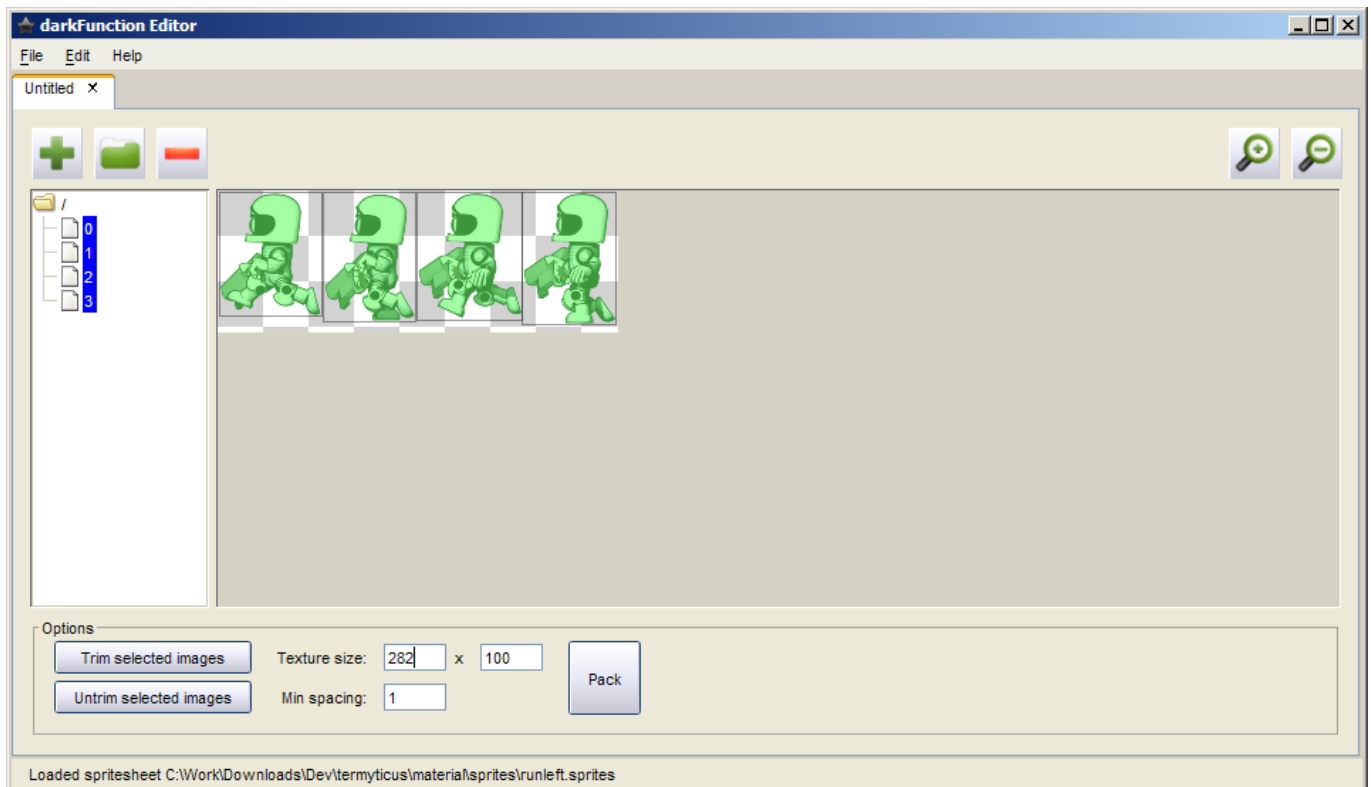 darkFunction Editor
File Edit Help
Untitled
/
0
1
2
3
Options
Trim selected images Texture size: 282 x 100
Pack
Untrim selected images Min spacing: 1
Loaded spritesheet C:\Work\Downloads\Dev\termyticus\material\sprites\runleft.sprites